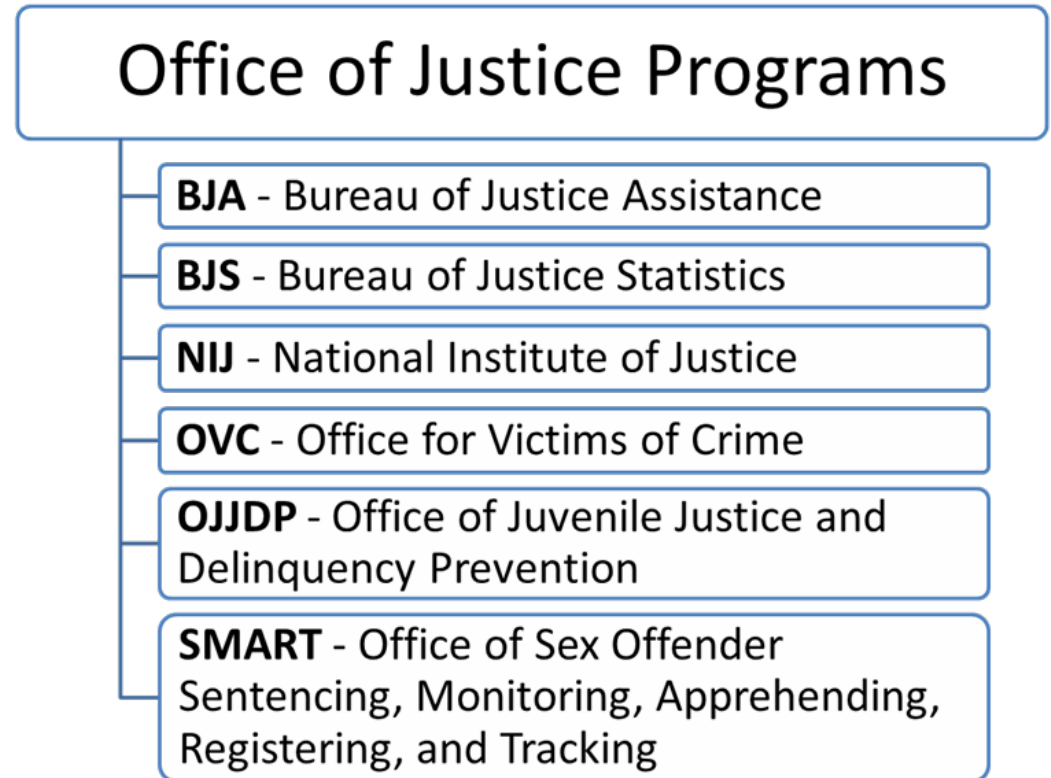 Office of Justice Programs
BJA - Bureau of Justice Assistance
BJS - Bureau of Justice Statistics
NIJ - National Institute of Justice
OVC - Office for Victims of Crime
OJJDP - Office of Juvenile Justice and
Delinquency Prevention
SMART - Office of Sex Offender
Sentencing, Monitoring, Apprehending,
Registering, and Tracking